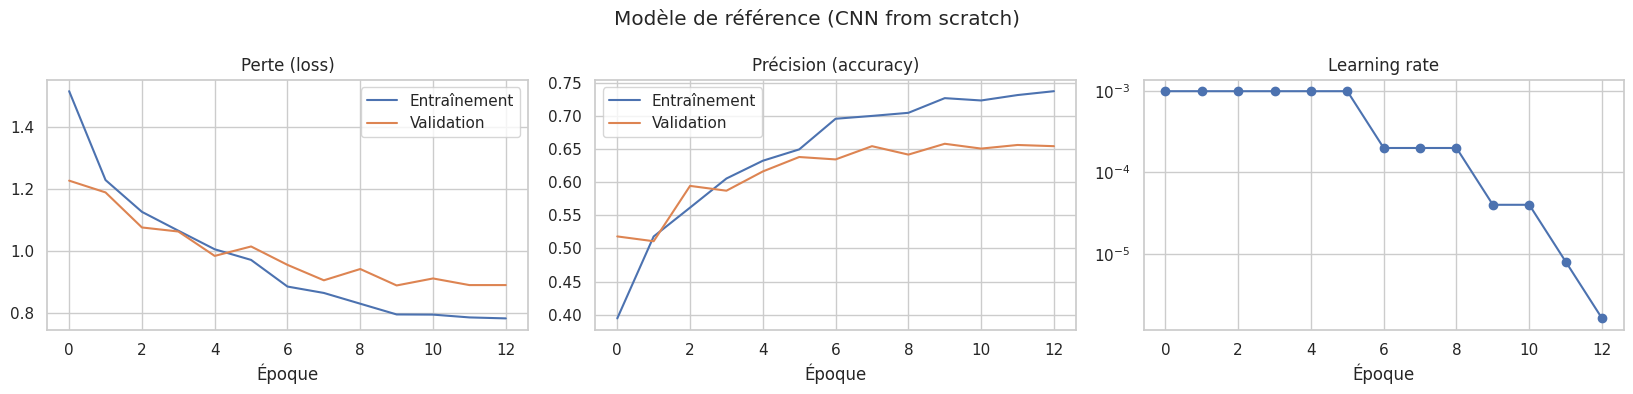 Modèle de référence (CNN from scratch)
Perte (loss)
Entraînement
Validation
1.4
1.2
1.0
0.8
0 2 4 6 8 10 12
Époque
Précision (accuracy)
Entraînement
Validation
0.75
0.70
0.65
0.60
0.55
0.50
0.45
0.40
0 2 4 6 8 10 12
Époque
Learning rate
10⁻³
10⁻⁴
10⁻⁵
0 2 4 6 8 10 12
Époque